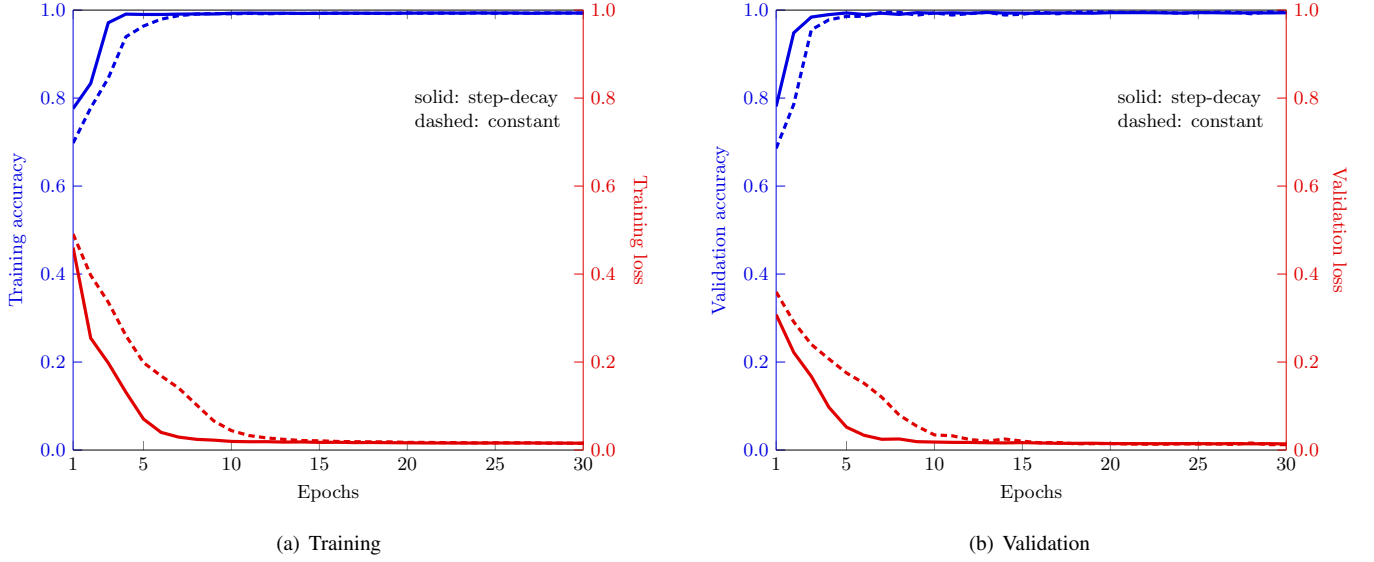 1.0
0.8
0.6
0.4
0.2
0.0
Training accuracy
1.0
0.8
0.6
0.4
0.2
0.0
Training loss
solid: step-decay
dashed: constant
1 5 10 15 20 25 30
Epochs
(a) Training
1.0
0.8
0.6
0.4
0.2
0.0
Validation accuracy
1.0
0.8
0.6
0.4
0.2
0.0
Validation loss
solid: step-decay
dashed: constant
1 5 10 15 20 25 30
Epochs
(b) Validation